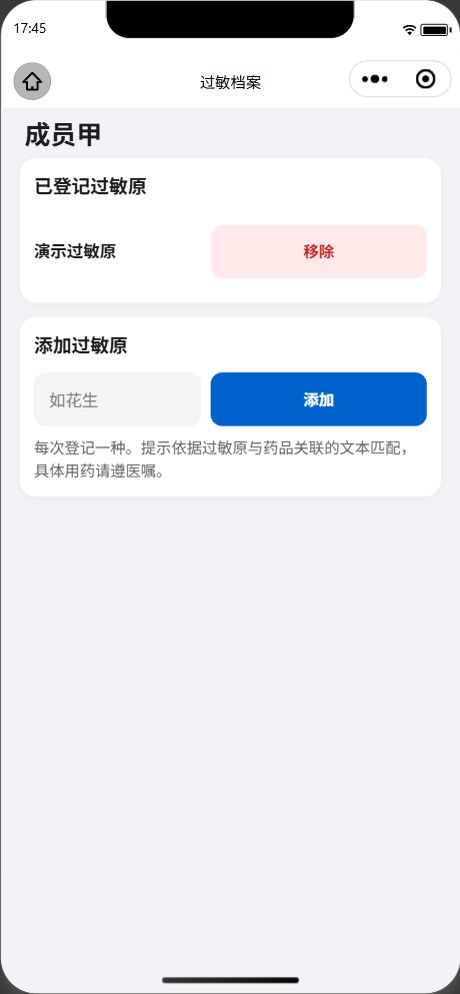 17:45
过敏档案
成员甲
已登记过敏原
演示过敏原
移除
添加过敏原
如花生
添加
每次登记一种。提示依据过敏原与药品关联的文本匹配，
具体用药请遵医嘱。